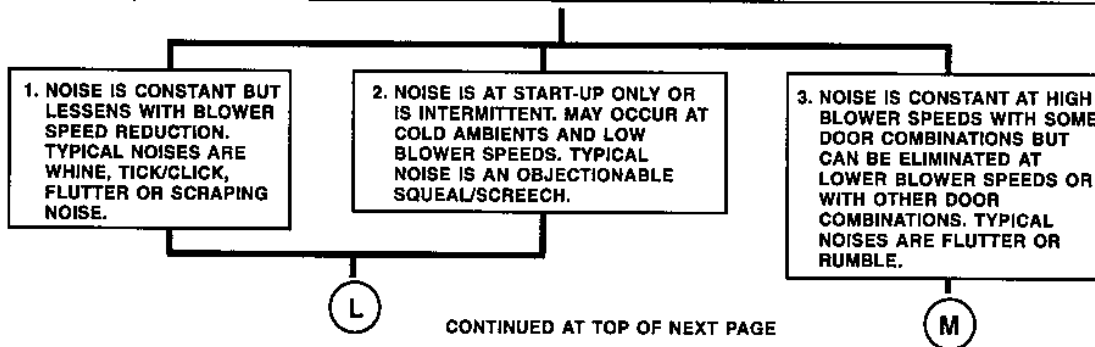 1. NOISE IS CONSTANT BUT
LESSENS WITH BLOWER
SPEED REDUCTION.
TYPICAL NOISES ARE
WHINE, TICK/CLICK,
FLUTTER OR SCRAPING
NOISE.
2. NOISE IS AT START-UP ONLY OR
IS INTERMITTENT. MAY OCCUR AT
COLD AMBIENTS AND LOW
BLOWER SPEEDS. TYPICAL
NOISE IS AN OBJECTIONABLE
SQUEAL/SCREECH.
3. NOISE IS CONSTANT AT HIGH
BLOWER SPEEDS WITH SOME
DOOR COMBINATIONS BUT
CAN BE ELIMINATED AT
LOWER BLOWER SPEEDS OR
WITH OTHER DOOR
COMBINATIONS. TYPICAL
NOISES ARE FLUTTER OR
RUMBLE.
L
CONTINUED AT TOP OF NEXT PAGE
M